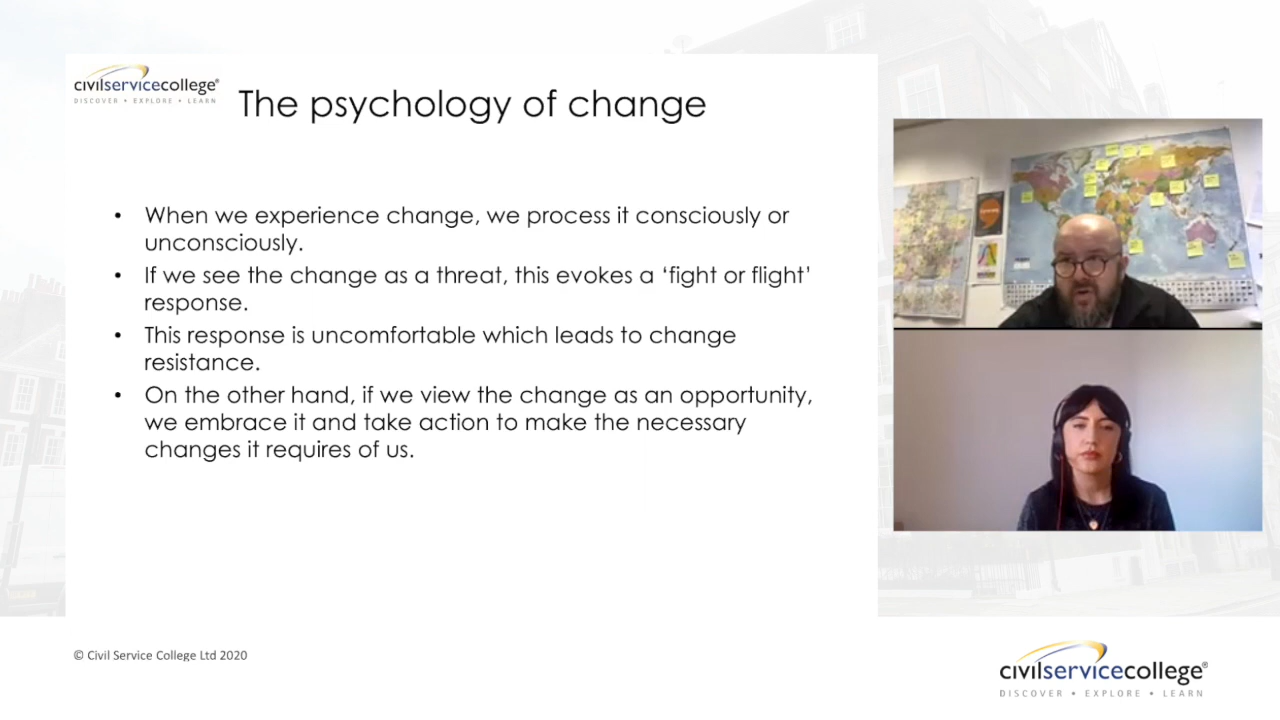 civilservicecollege®
DISCOVER • EXPLORE • LEARN
The psychology of change
• When we experience change, we process it consciously or
unconsciously.
• If we see the change as a threat, this evokes a ‘fight or flight’
response.
• This response is uncomfortable which leads to change
resistance.
• On the other hand, if we view the change as an opportunity,
we embrace it and take action to make the necessary
changes it requires of us.
© Civil Service College Ltd 2020
civilservicecollege®
DISCOVER • EXPLORE • LEARN